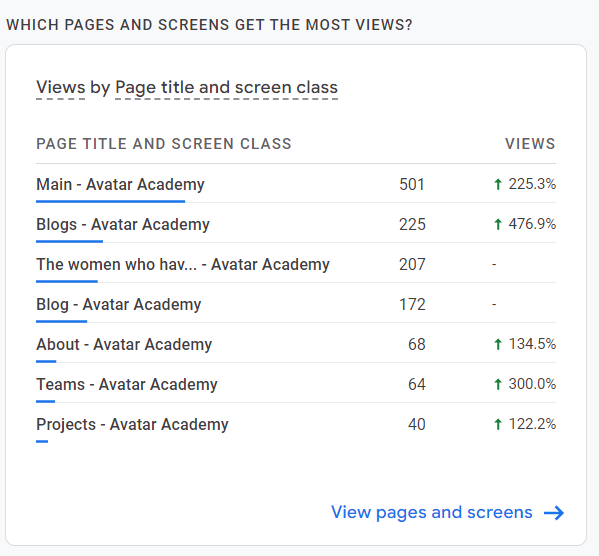 WHICH PAGES AND SCREENS GET THE MOST VIEWS?
Views by Page title and screen class
PAGE TITLE AND SCREEN CLASS VIEWS
Main - Avatar Academy 501 ↑ 225.3%
Blogs - Avatar Academy 225 ↑ 476.9%
The women who hav... - Avatar Academy 207 -
Blog - Avatar Academy 172 -
About - Avatar Academy 68 ↑ 134.5%
Teams - Avatar Academy 64 ↑ 300.0%
Projects - Avatar Academy 40 ↑ 122.2%
View pages and screens →